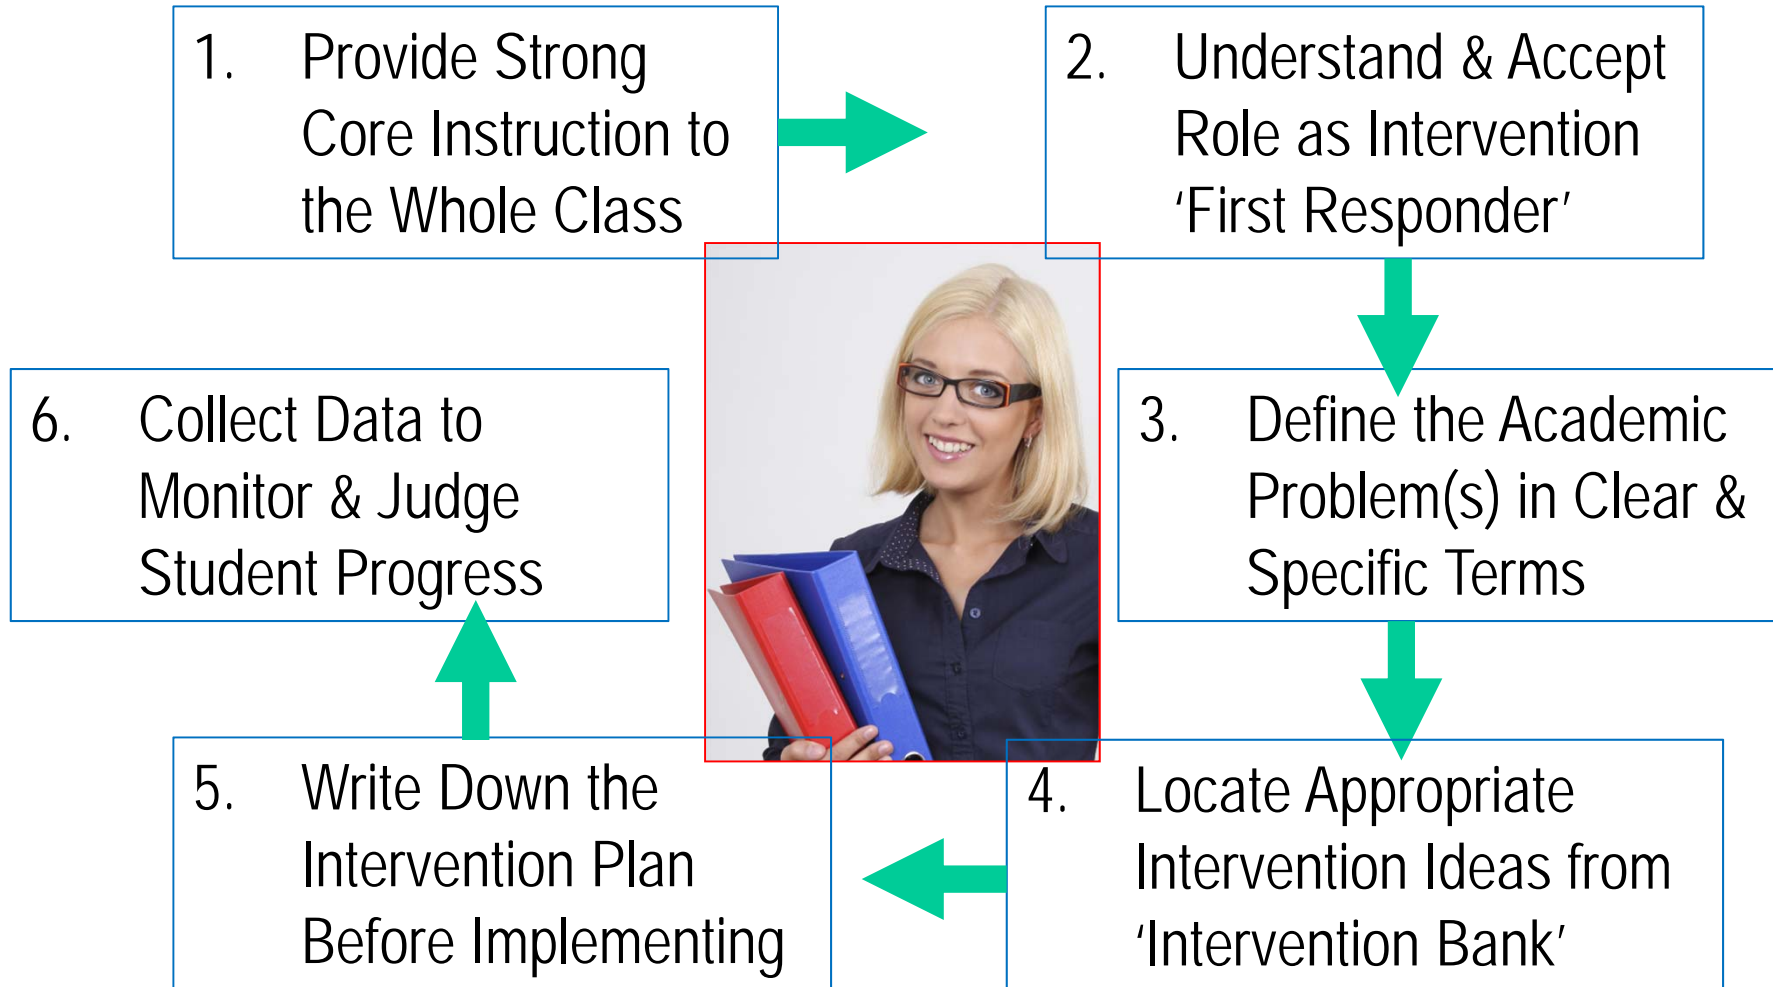 1. Provide Strong
Core Instruction to
the Whole Class
2. Understand & Accept
Role as Intervention
‘First Responder’
3. Define the Academic
Problem(s) in Clear &
Specific Terms
4. Locate Appropriate
Intervention Ideas from
‘Intervention Bank’
5. Write Down the
Intervention Plan
Before Implementing
6. Collect Data to
Monitor & Judge
Student Progress